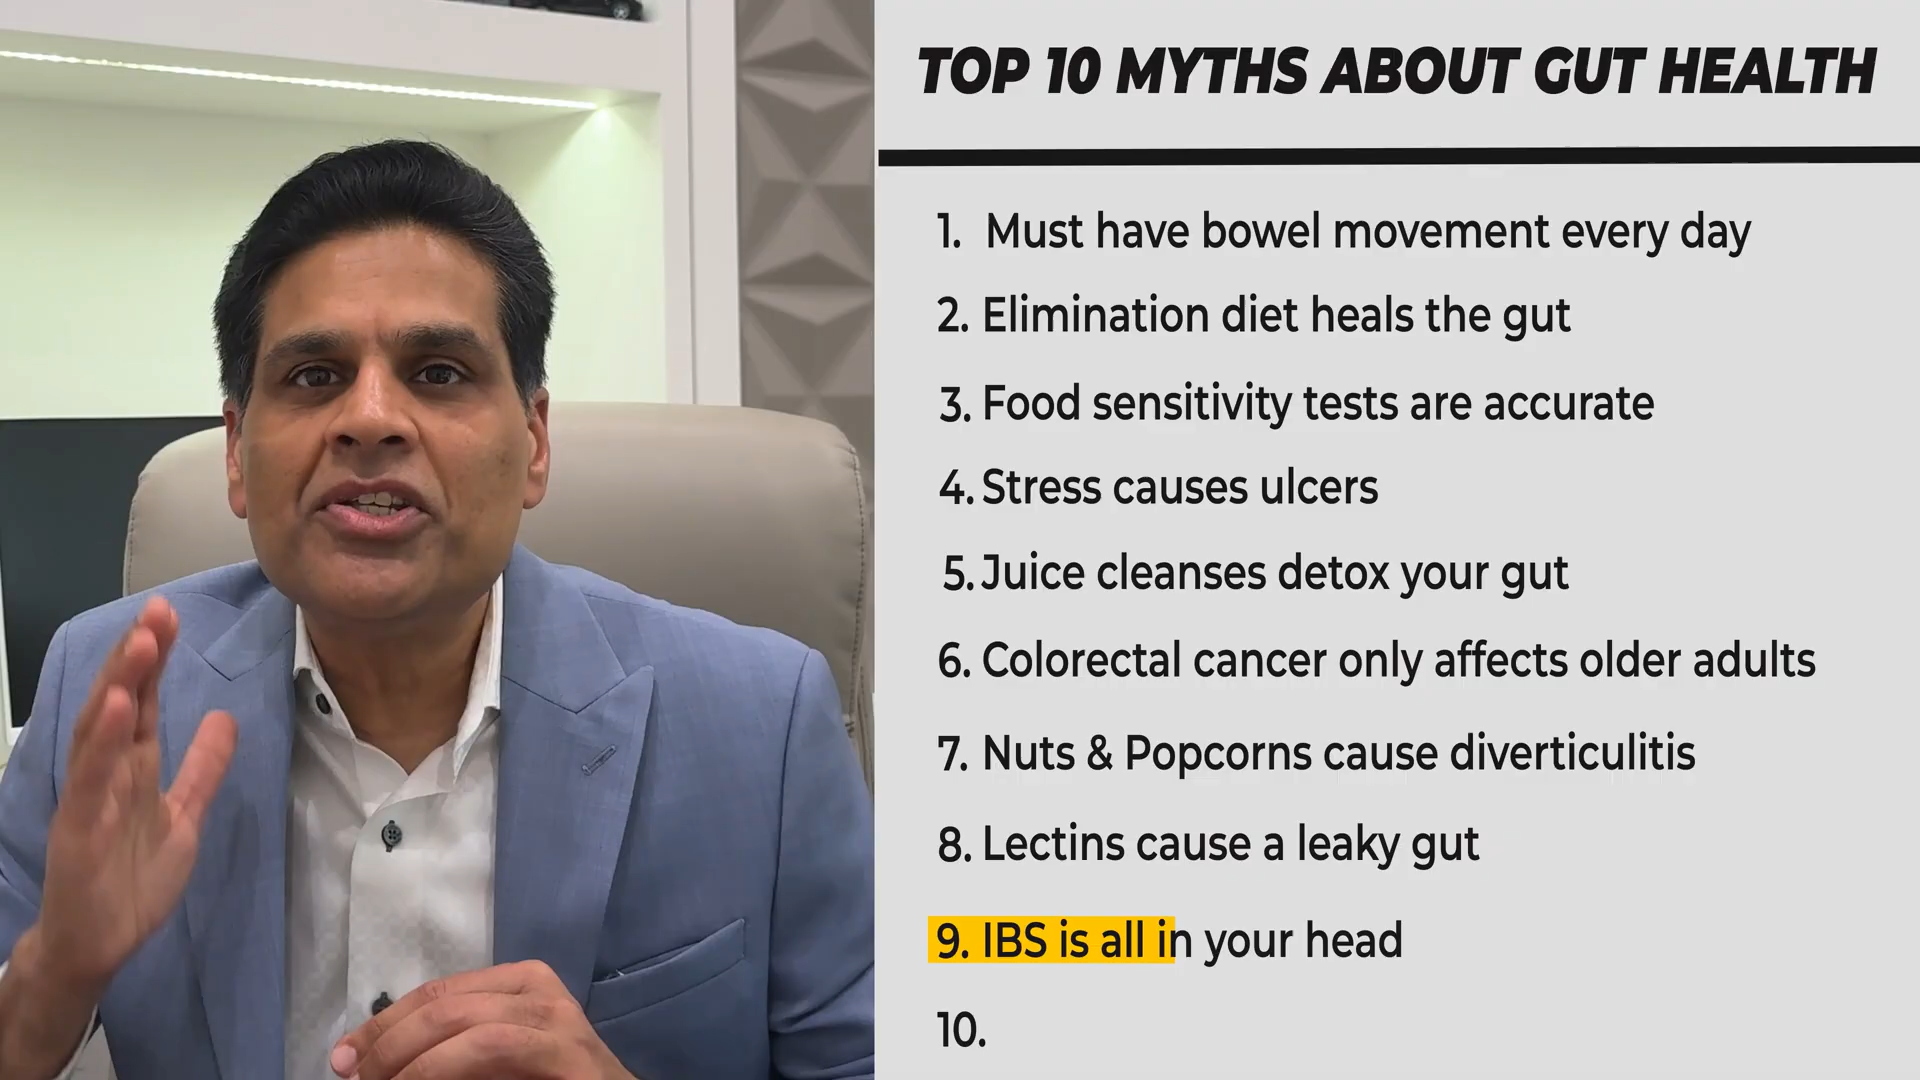 TOP 10 MYTHS ABOUT GUT HEALTH
1. Must have bowel movement every day
2. Elimination diet heals the gut
3. Food sensitivity tests are accurate
4. Stress causes ulcers
5. Juice cleanses detox your gut
6. Colorectal cancer only affects older adults
7. Nuts & Popcorns cause diverticulitis
8. Lectins cause a leaky gut
9. IBS is all in your head
10.